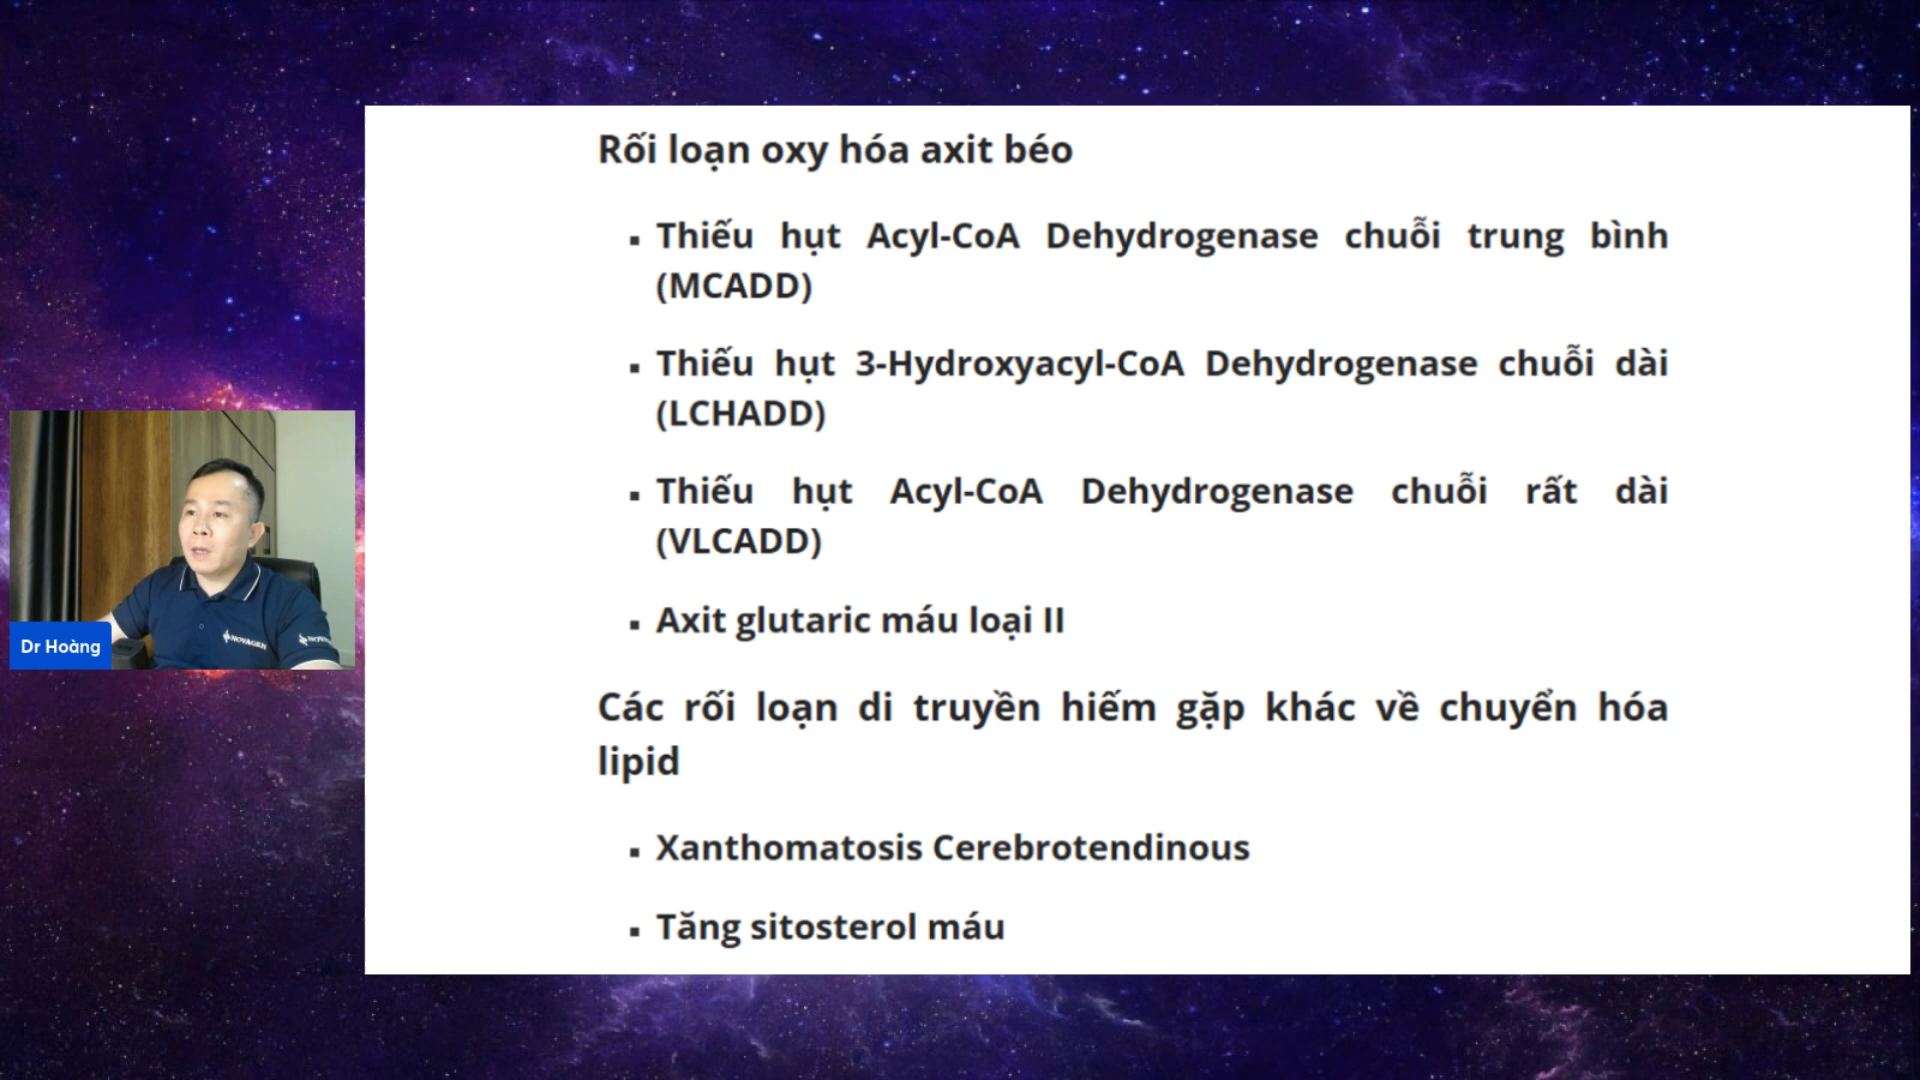 Rối loạn oxy hóa axit béo
▪ Thiếu hụt Acyl-CoA Dehydrogenase chuỗi trung bình
(MCADD)
▪ Thiếu hụt 3-Hydroxyacyl-CoA Dehydrogenase chuỗi dài
(LCHADD)
▪ Thiếu hụt Acyl-CoA Dehydrogenase chuỗi rất dài
(VLCADD)
▪ Axit glutaric máu loại II
Các rối loạn di truyền hiếm gặp khác về chuyển hóa
lipid
▪ Xanthomatosis Cerebrotendinous
▪ Tăng sitosterol máu
Dr Hoàng
NOVAGEN